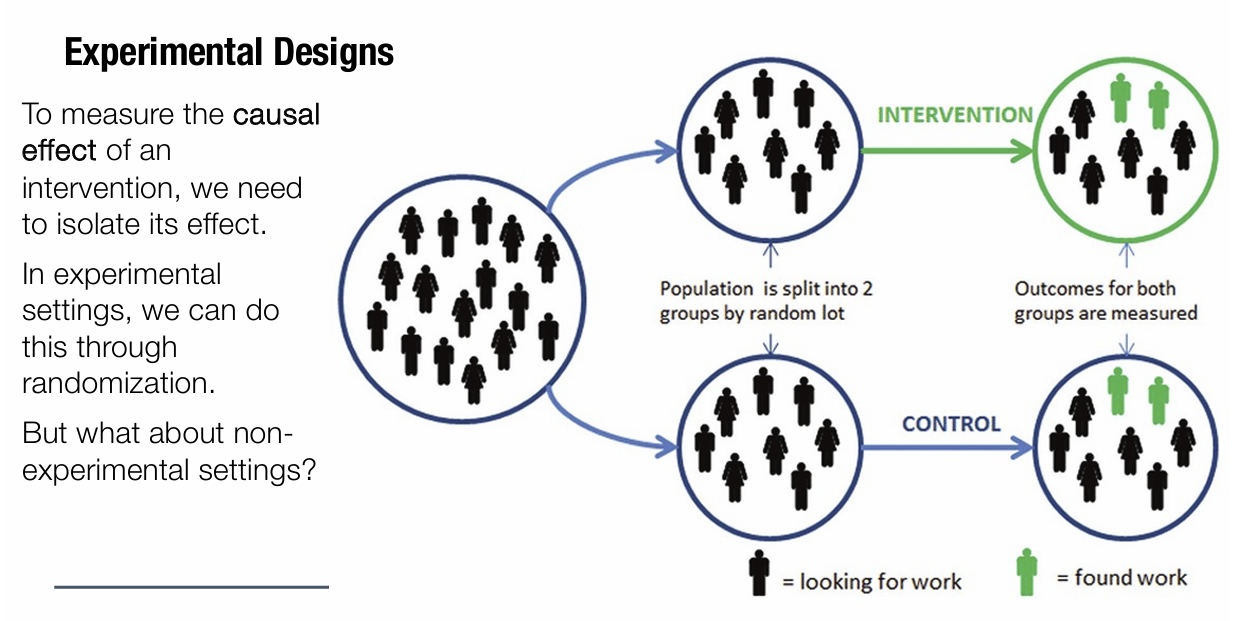 Experimental Designs
To measure the causal
effect of an
intervention, we need
to isolate its effect.
In experimental
settings, we can do
this through
randomization.
But what about non-
experimental settings?
INTERVENTION
Population is split into 2
groups by random lot
Outcomes for both
groups are measured
CONTROL
= looking for work
= found work